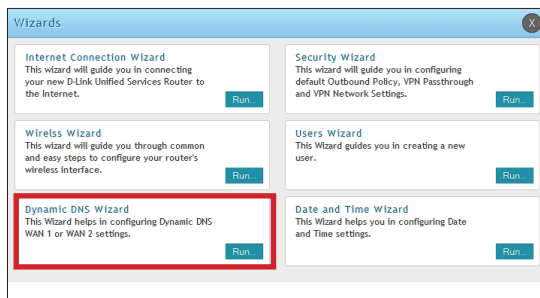 Wizards
X
Internet Connection Wizard
This wizard will guide you in connecting
your new D-Link Unified Services Router to
the Internet.
Run...
Security Wizard
This wizard will guide you in configuring
default Outbound Policy, VPN Passthrough
and VPN Network Settings.
Run...
Wirelss Wizard
This wizard will guide you through common
and easy steps to configure your router's
wireless interface.
Run...
Users Wizard
This Wizard guides you in creating a new
user.
Run...
Dynamic DNS Wizard
This Wizard helps in configuring Dynamic DNS
WAN 1 or WAN 2 settings.
Run...
Date and Time Wizard
This Wizard helps you in configuring Date
and Time settings.
Run...